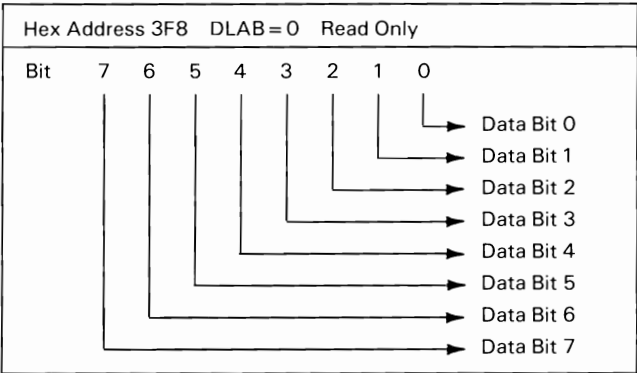 Hex Address 3F8 DLAB = 0 Read Only
Bit 7 6 5 4 3 2 1 0
Data Bit 0
Data Bit 1
Data Bit 2
Data Bit 3
Data Bit 4
Data Bit 5
Data Bit 6
Data Bit 7